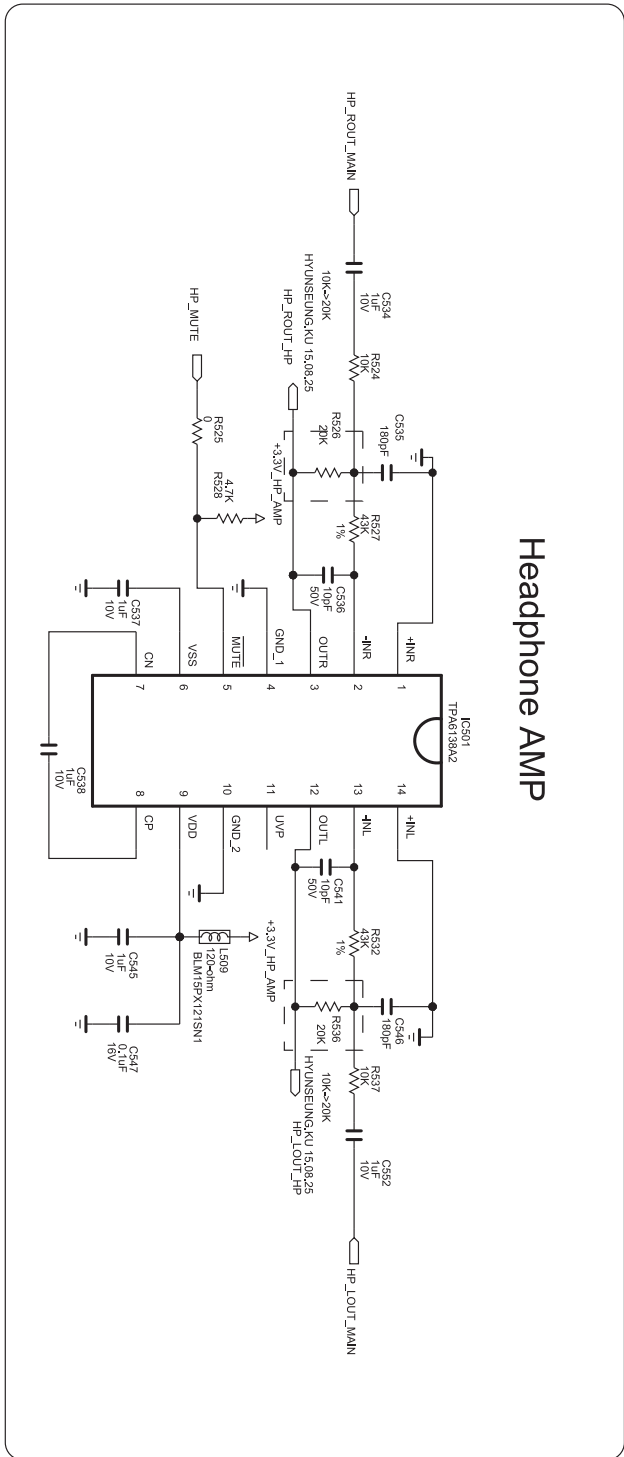 Headphone AMP
HP_ROUT_MAIN
C534
1uF
10V
R524
10K
10K->20K
HYUNSEUNG.KU 15.08.25
HP_ROUT_HP
R526
20K
C535
180pF
R527
43K
1%
C536
10pF
50V
HP_MUTE
R525
0
4.7K
R528
+3.3V_HP_AMP
C537
1uF
10V
IC501
TPA6138A2
+INR
1
-INR
2
OUTR
3
GND_1
4
MUTE
5
VSS
6
CN
7
14
+INL
13
-INL
12
OUTL
11
UVP
10
GND_2
9
VDD
8
CP
C538
1uF
10V
C541
10pF
50V
R532
43K
1%
C546
180pF
R536
20K
R537
10K
C552
1uF
10V
HP_LOUT_MAIN
10K->20K
HYUNSEUNG.KU 15.08.25
HP_LOUT_HP
+3.3V_HP_AMP
L509
120-ohm
BLM15PX121SN1
C545
1uF
10V
C547
0.1uF
16V